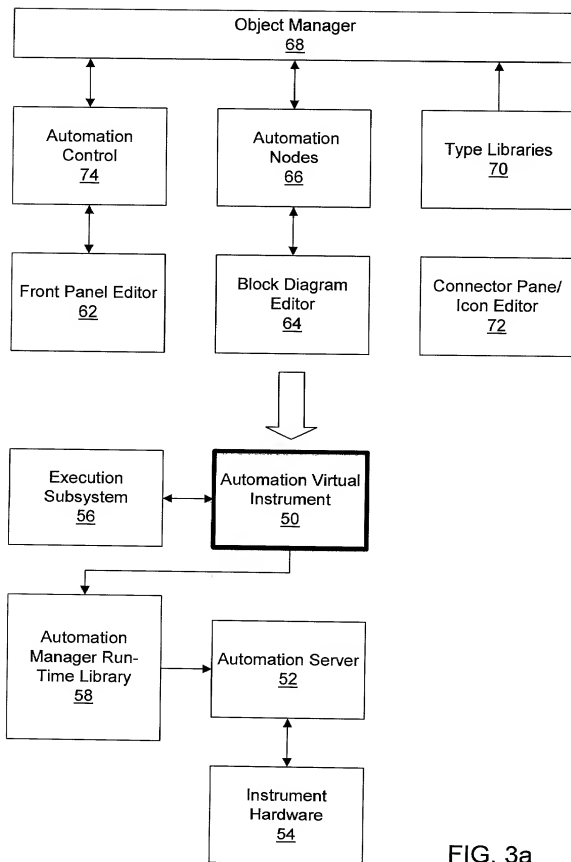 Object Manager
68
Automation
Control
74
Automation
Nodes
66
Type Libraries
70
Front Panel Editor
62
Block Diagram
Editor
64
Connector Pane/
Icon Editor
72
Execution
Subsystem
56
Automation Virtual
Instrument
50
Automation
Manager Run-
Time Library
58
Automation Server
52
Instrument
Hardware
54
FIG. 3a